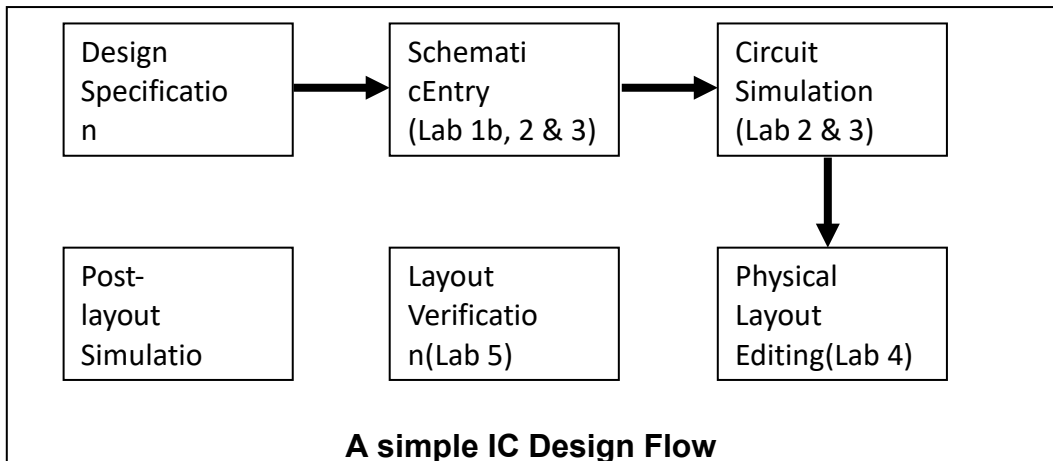 Design
Specificatio
n
Schemati
cEntry
(Lab 1b, 2 & 3)
Circuit
Simulation
(Lab 2 & 3)
Post-
layout
Simulatio
Layout
Verificatio
n(Lab 5)
Physical
Layout
Editing(Lab 4)
A simple IC Design Flow